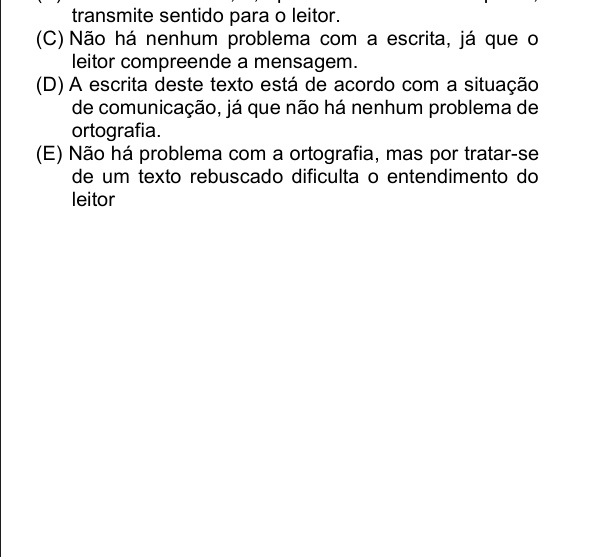 transmite sentido para o leitor.
(C) Não há nenhum problema com a escrita, já que o
leitor compreende a mensagem.
(D) A escrita deste texto está de acordo com a situação
de comunicação, já que não há nenhum problema de
ortografia.
(E) Não há problema com a ortografia, mas por tratar-se
de um texto rebuscado dificulta o entendimento do
leitor